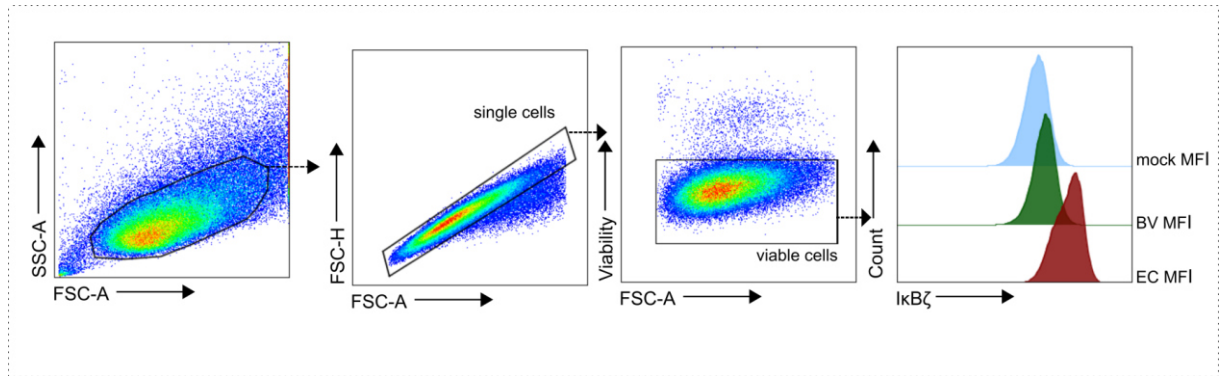 SSC-A
FSC-A
FSC-H
single cells
FSC-A
Viability
viable cells
FSC-A
Count
mock MFI
BV MFI
EC MFI
IκBζ